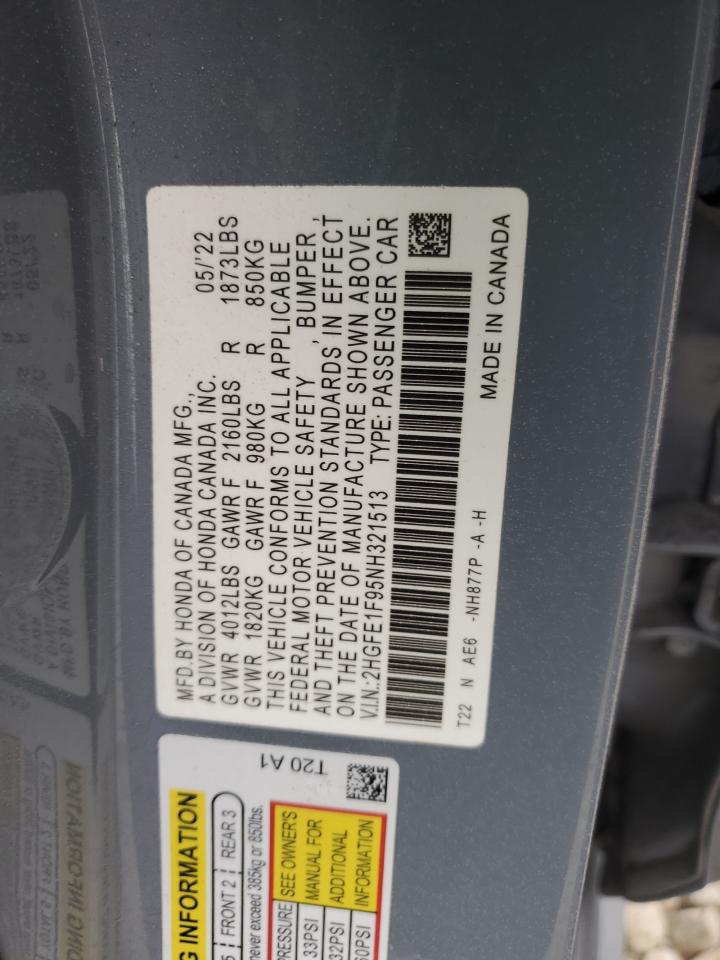 MFD.BY HONDA OF CANADA MFG.,
A DIVISION OF HONDA CANADA INC. 05/'22
GVWR 4012LBS GAWR F 2160LBS R 1873LBS
GVWR 1820KG GAWR F 980KG R 850KG
THIS VEHICLE CONFORMS TO ALL APPLICABLE
FEDERAL MOTOR VEHICLE SAFETY , BUMPER ,
AND THEFT PREVENTION STANDARDS, IN EFFECT
ON THE DATE OF MANUFACTURE SHOWN ABOVE.
V.I.N.:2HGFE1F95NH321513 TYPE: PASSENGER CAR
T22 N AE6 -NH877P -A -H MADE IN CANADA
T20 A1
G INFORMATION
5 FRONT 2 REAR 3
never exceed 385kg or 850lbs.
PRESSURE SEE OWNER'S
33PSI MANUAL FOR
32PSI ADDITIONAL
60PSI INFORMATION